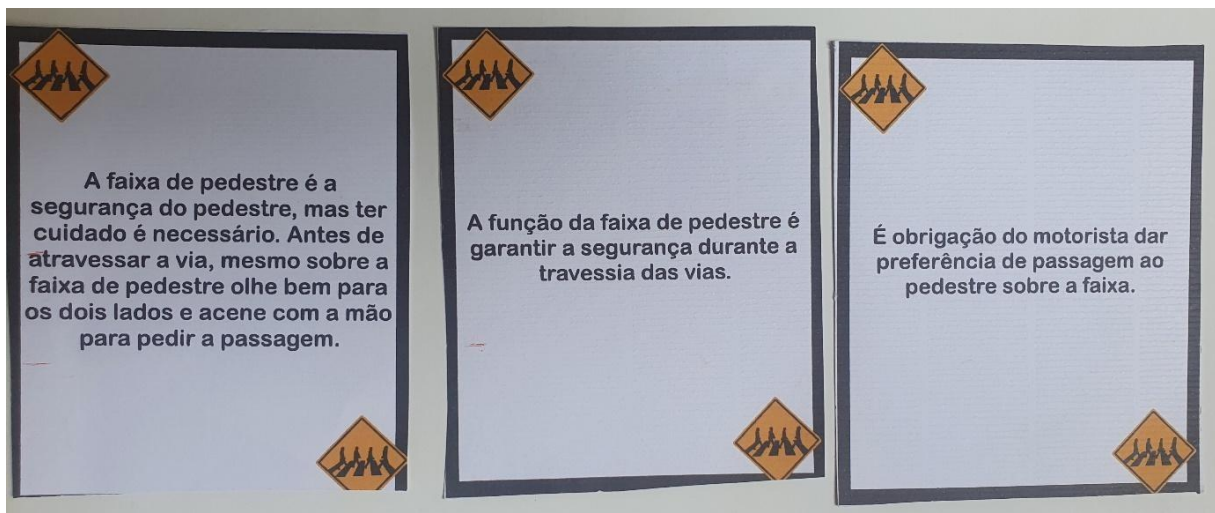 A faixa de pedestre é a
segurança do pedestre, mas ter
cuidado é necessário. Antes de
atravessar a via, mesmo sobre a
faixa de pedestre olhe bem para
os dois lados e acene com a mão
para pedir a passagem.
A função da faixa de pedestre é
garantir a segurança durante a
travessia das vias.
É obrigação do motorista dar
preferência de passagem ao
pedestre sobre a faixa.